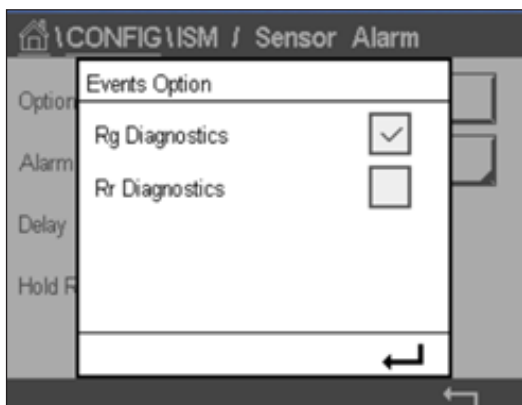 \CONFIG\ISM / Sensor Alarm
Events Option
Option
Rg Diagnostics
Alarm
Rr Diagnostics
Delay
Hold R